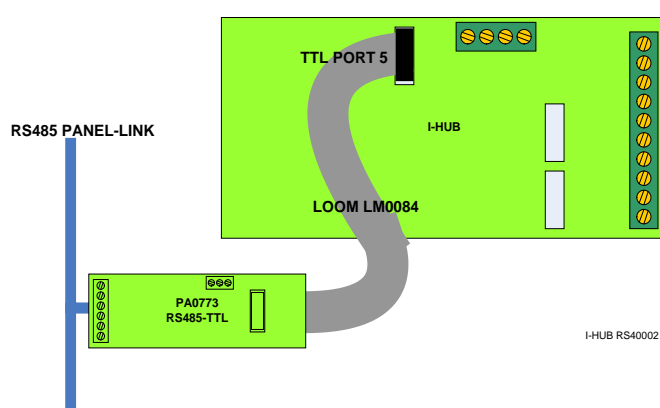 TTL PORT 5
I-HUB
RS485 PANEL-LINK
LOOM LM0084
PA0773
RS485-TTL
I-HUB RS40002